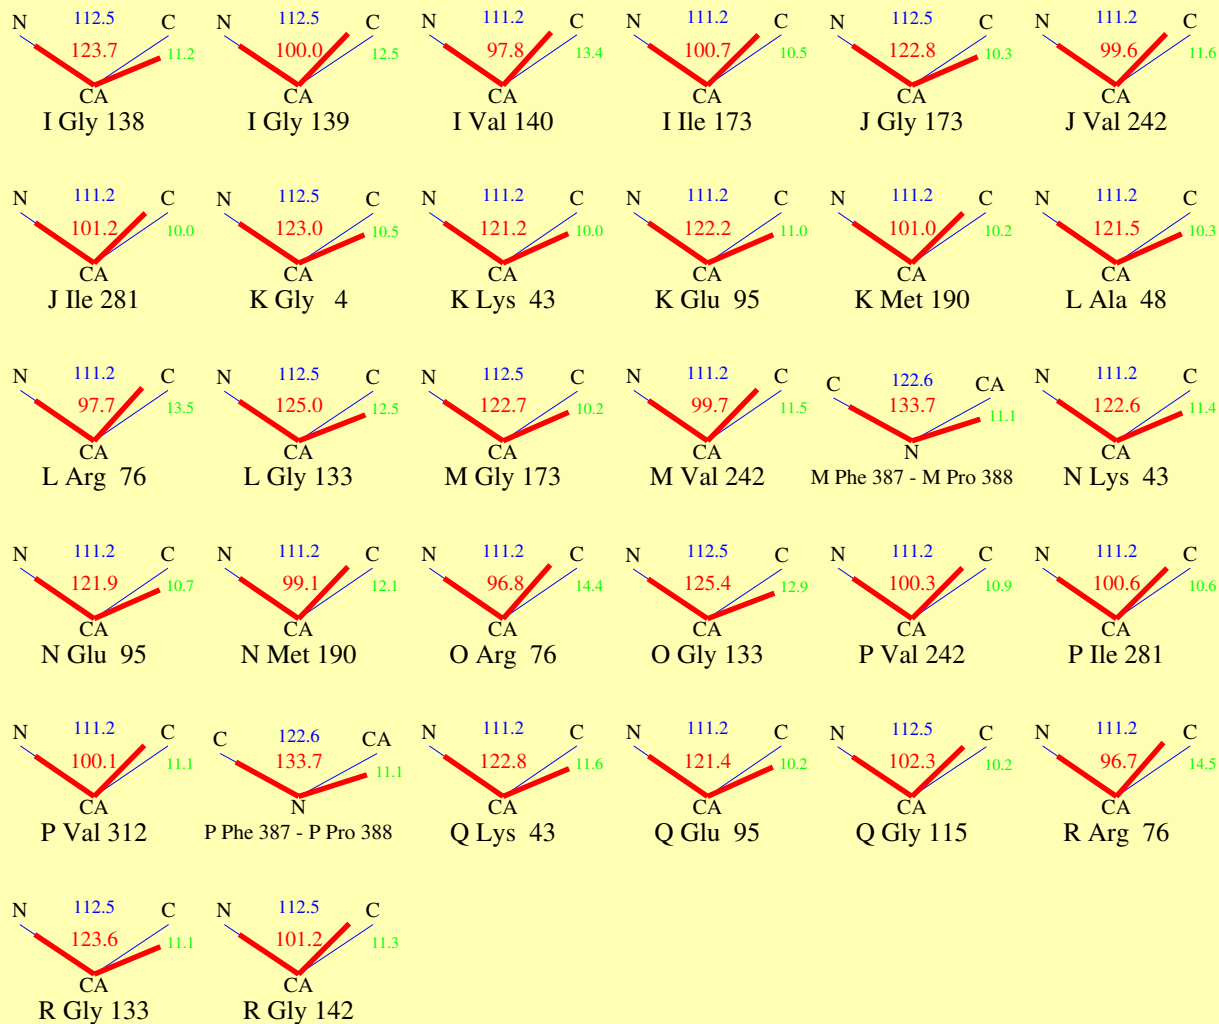 N 112.5 C N 112.5 C N 111.2 C N 111.2 C N 112.5 C N 111.2 C
123.7 11.2 100.0 12.5 97.8 13.4 100.7 10.5 122.8 10.3 99.6 11.6
CA CA CA CA CA CA
I Gly 138 I Gly 139 I Val 140 I Ile 173 J Gly 173 J Val 242
N 111.2 C N 112.5 C N 111.2 C N 111.2 C N 111.2 C N 111.2 C
101.2 10.0 123.0 10.5 121.2 10.0 122.2 11.0 101.0 10.2 121.5 10.3
CA CA CA CA CA CA
J Ile 281 K Gly 4 K Lys 43 K Glu 95 K Met 190 L Ala 48
N 111.2 C N 112.5 C N 112.5 C N 111.2 C C 122.6 CA N 111.2 C
97.7 13.5 125.0 12.5 122.7 10.2 99.7 11.5 133.7 11.1 122.6 11.4
CA CA CA CA N CA
L Arg 76 L Gly 133 M Gly 173 M Val 242 M Phe 387 - M Pro 388 N Lys 43
N 111.2 C N 111.2 C N 111.2 C N 112.5 C N 111.2 C N 111.2 C
121.9 10.7 99.1 12.1 96.8 14.4 125.4 12.9 100.3 10.9 100.6 10.6
CA CA CA CA CA CA
N Glu 95 N Met 190 O Arg 76 O Gly 133 P Val 242 P Ile 281
N 111.2 C C 122.6 CA N 111.2 C N 111.2 C N 112.5 C N 111.2 C
100.1 11.1 133.7 11.1 122.8 11.6 121.4 10.2 102.3 10.2 96.7 14.5
CA N CA CA CA CA
P Val 312 P Phe 387 - P Pro 388 Q Lys 43 Q Glu 95 Q Gly 115 R Arg 76
N 112.5 C N 112.5 C
123.6 11.1 101.2 11.3
CA CA
R Gly 133 R Gly 142